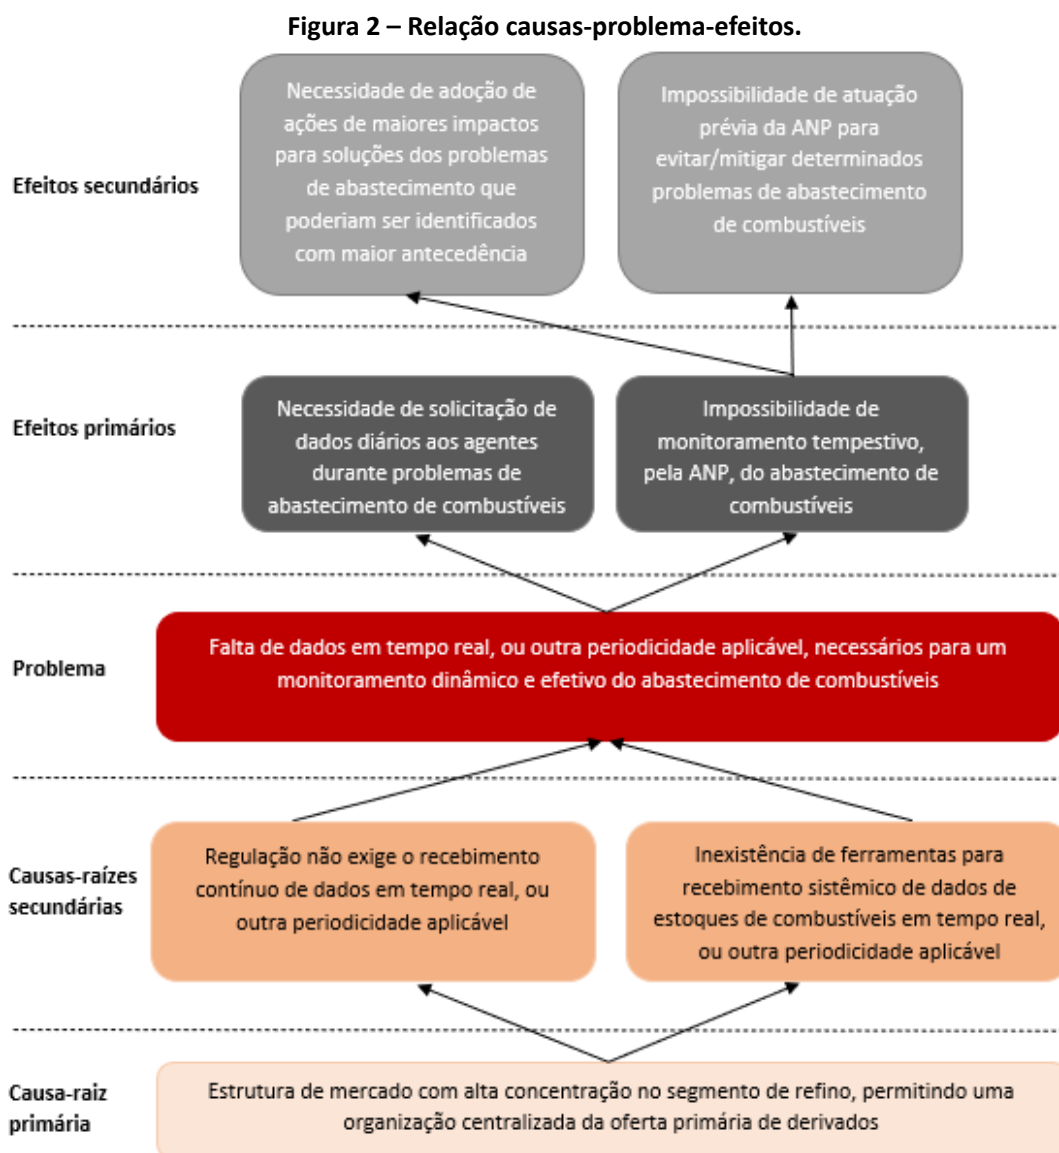 Figura 2 – Relação causas-problema-efeitos.
Efeitos secundários
Necessidade de adoção de
ações de maiores impactos
para soluções dos problemas
de abastecimento que
poderiam ser identificados
com maior antecedência
Impossibilidade de atuação
prévia da ANP para
evitar/mitigar determinados
problemas de abastecimento
de combustíveis
Efeitos primários
Necessidade de solicitação de
dados diários aos agentes
durante problemas de
abastecimento de combustíveis
Impossibilidade de
monitoramento tempestivo,
pela ANP, do abastecimento de
combustíveis
Problema
Falta de dados em tempo real, ou outra periodicidade aplicável, necessários para um
monitoramento dinâmico e efetivo do abastecimento de combustíveis
Causas-raízes
secundárias
Regulação não exige o recebimento
contínuo de dados em tempo real, ou
outra periodicidade aplicável
Inexistência de ferramentas para
recebimento sistêmico de dados de
estoques de combustíveis em tempo real,
ou outra periodicidade aplicável
Causa-raiz
primária
Estrutura de mercado com alta concentração no segmento de refino, permitindo uma
organização centralizada da oferta primária de derivados